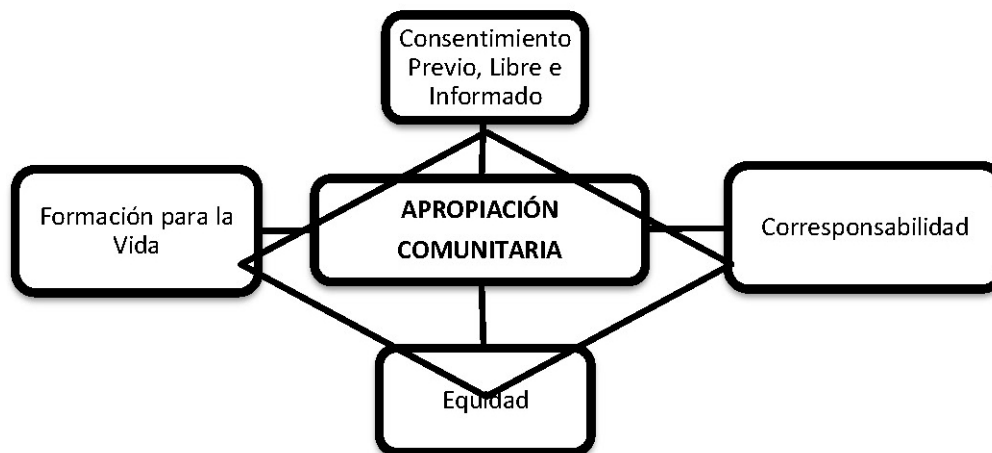 Consentimiento
Previo, Libre e
Informado
Formación para la
Vida
APROPIACIÓN
COMUNITARIA
Corresponsabilidad
Equidad